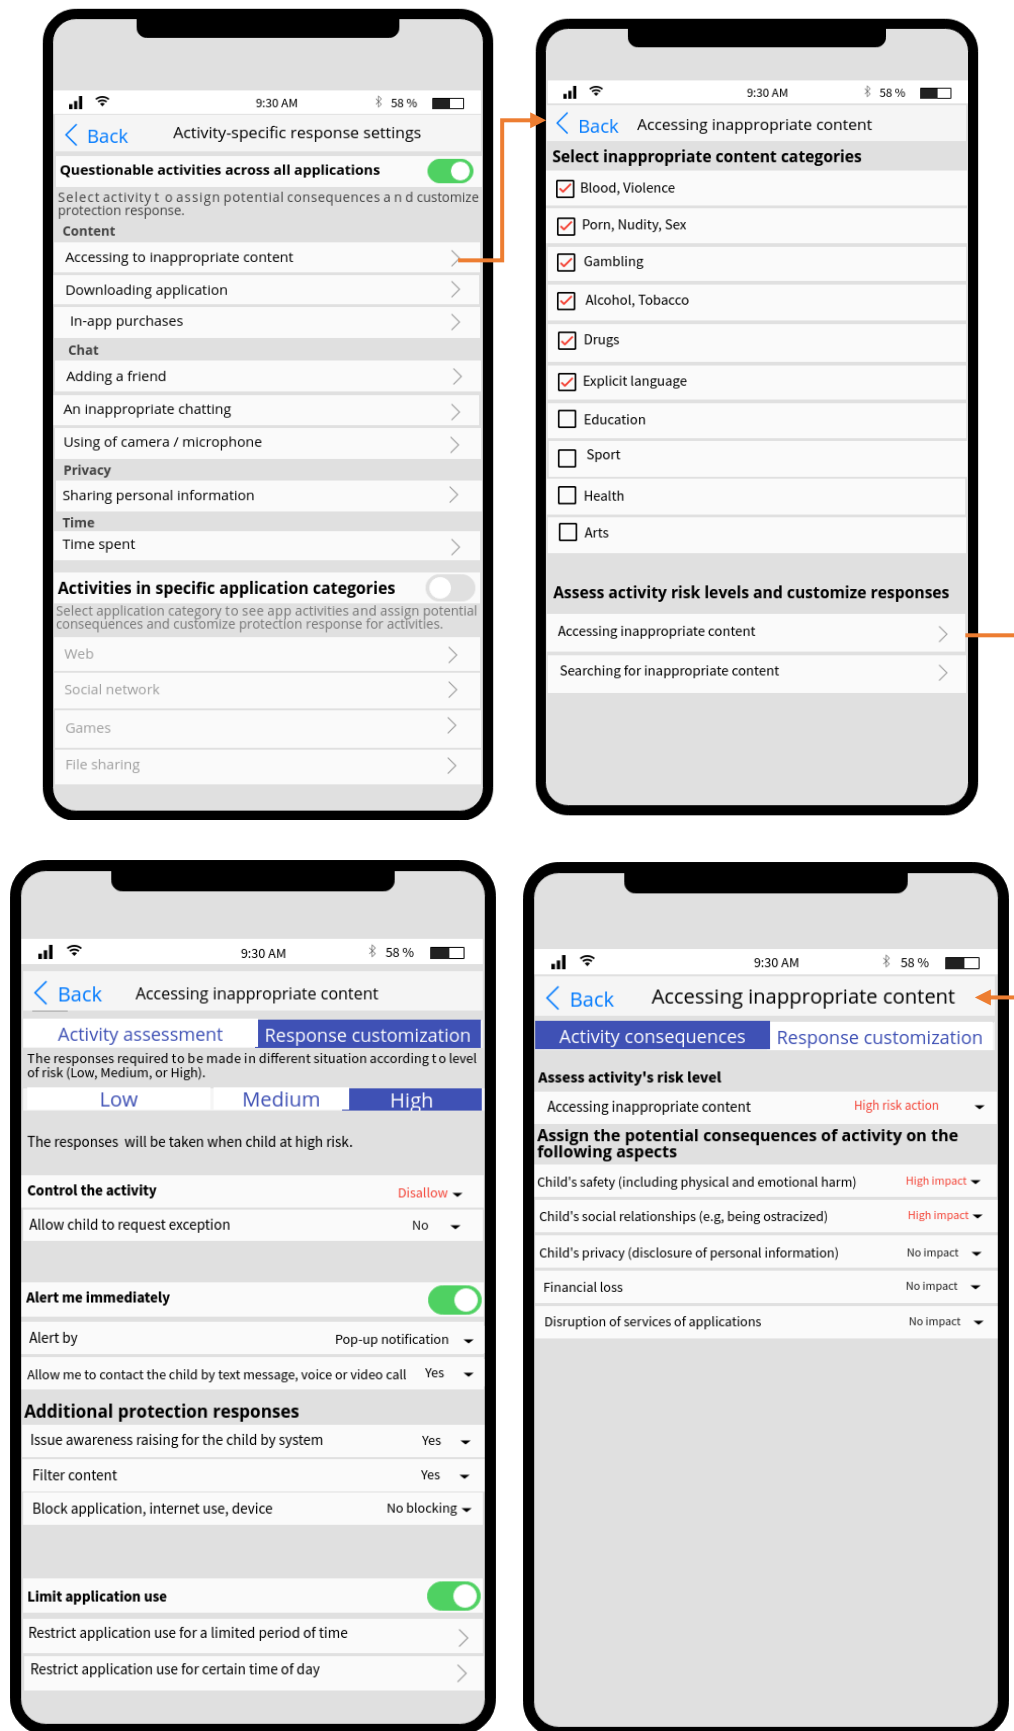 9:30 AM 58 %
Back Activity-specific response settings
Questionable activities across all applications
Select activity t o assign potential consequences a n d customize
protection response.
Content
Accessing to inappropriate content
Downloading application
In-app purchases
Chat
Adding a friend
An inappropriate chatting
Using of camera / microphone
Privacy
Sharing personal information
Time
Time spent
Activities in specific application categories
Select application category to see app activities and assign potential
consequences and customize protection response for activities.
Web
Social network
Games
File sharing
9:30 AM 58 %
Back Accessing inappropriate content
Select inappropriate content categories
Blood, Violence
Porn, Nudity, Sex
Gambling
Alcohol, Tobacco
Drugs
Explicit language
Education
Sport
Health
Arts
Assess activity risk levels and customize responses
Accessing inappropriate content
Searching for inappropriate content
9:30 AM 58 %
Back Accessing inappropriate content
Activity assessment Response customization
The responses required to be made in different situation according to level
of risk (Low, Medium, or High).
Low Medium High
The responses will be taken when child at high risk.
Control the activity Disallow
Allow child to request exception No
Alert me immediately
Alert by Pop-up notification
Allow me to contact the child by text message, voice or video call Yes
Additional protection responses
Issue awareness raising for the child by system Yes
Filter content Yes
Block application, internet use, device No blocking
Limit application use
Restrict application use for a limited period of time
Restrict application use for certain time of day
9:30 AM 58 %
Back Accessing inappropriate content
Activity consequences Response customization
Assess activity's risk level
Accessing inappropriate content High risk action
Assign the potential consequences of activity on the
following aspects
Child's safety (including physical and emotional harm) High impact
Child's social relationships (e.g, being ostracized) High impact
Child's privacy (disclosure of personal information) No impact
Financial loss No impact
Disruption of services of applications No impact